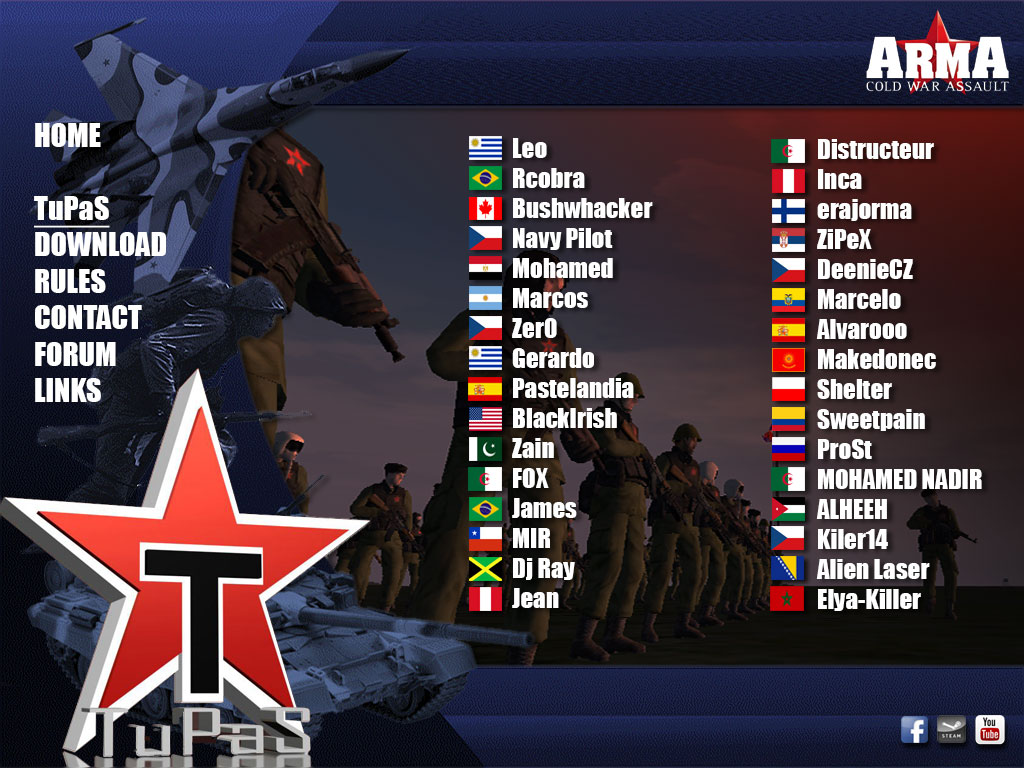 ARMA
COLD WAR ASSAULT
HOME
TuPaS
DOWNLOAD
RULES
CONTACT
FORUM
LINKS
Leo
Rcobra
Bushwhacker
Navy Pilot
Mohamed
Marcos
Zer0
Gerardo
Pastelandia
BlackIrish
Zain
FOX
James
MIR
Dj Ray
Jean
Distructeur
Inca
erajorma
ZiPeX
DeenieCZ
Marcelo
Alvarooo
Makedonec
Shelter
Sweetpain
ProSt
MOHAMED NADIR
ALHEEH
Kiler14
Alien Laser
Elya-Killer
T
TuPaS
f
STEAM
You
Tube